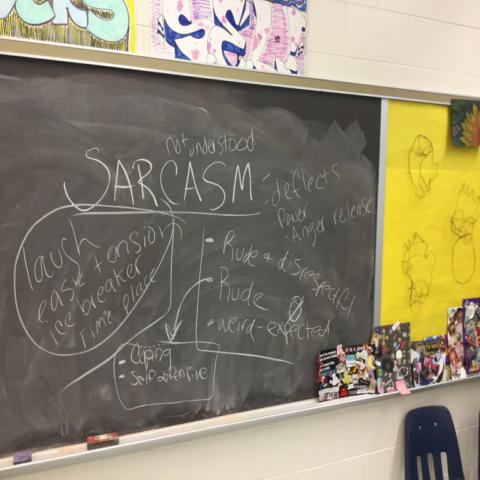 not understood
SARCASM
- deflects
- Power
- Anger release
laugh
ease tension
ice breaker
Time place
• Rude + disrespectful
• Rude
• weird - expected
• Coping
• Self defensive